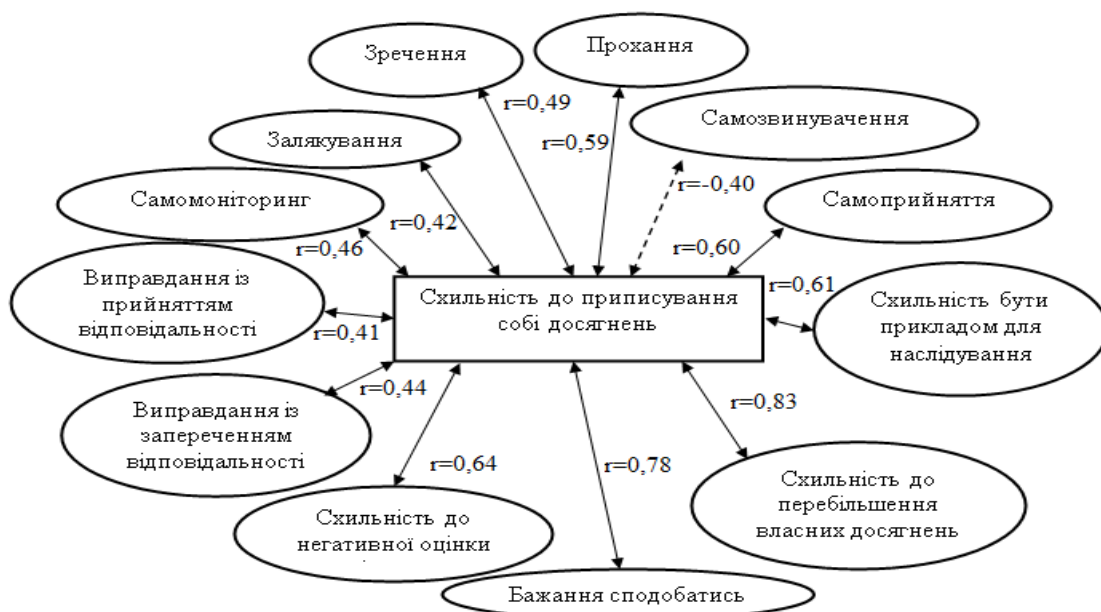 Зречення
Прохання
r=0,49
Самозвинувачення
Залякування
r=0,59
r=-0,40
Самомоніторинг
Самоприйняття
r=0,42
r=0,46
r=0,60
Виправдання із
прийняттям
відповідальності
Схильність до приписування
собі досягнень
r=0,61
Схильність бути
прикладом для
наслідування
r=0,41
r=0,44
r=0,83
Виправдання із
запереченням
відповідальності
r=0,64
r=0,78
Схильність до
перебільшення
власних досягнень
Схильність до
негативної оцінки
Бажання сподобатись